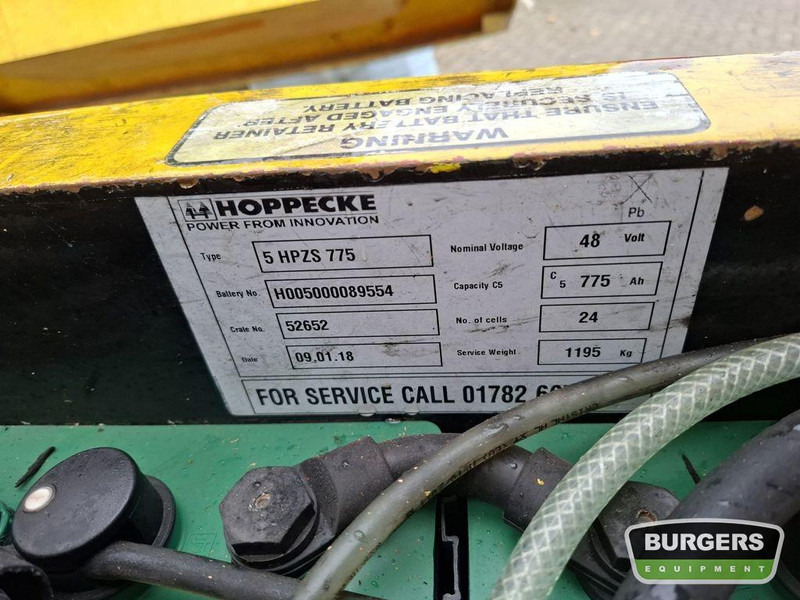 WARNING
ENSURE THAT BATTERY RETAINER
IS SECURELY ENGAGED AFTER
REPLACING BATTERY
HOPPECKE
POWER FROM INNOVATION
Pb
Type 5 HPZS 775 Nominal Voltage 48 Volt
Battery No. H005000089554 Capacity C5 C5 775 Ah
Crate No. 52652 No. of cells 24
Date 09.01.18 Service Weight 1195 Kg
FOR SERVICE CALL 01782
BURGERS
EQUIPMENT